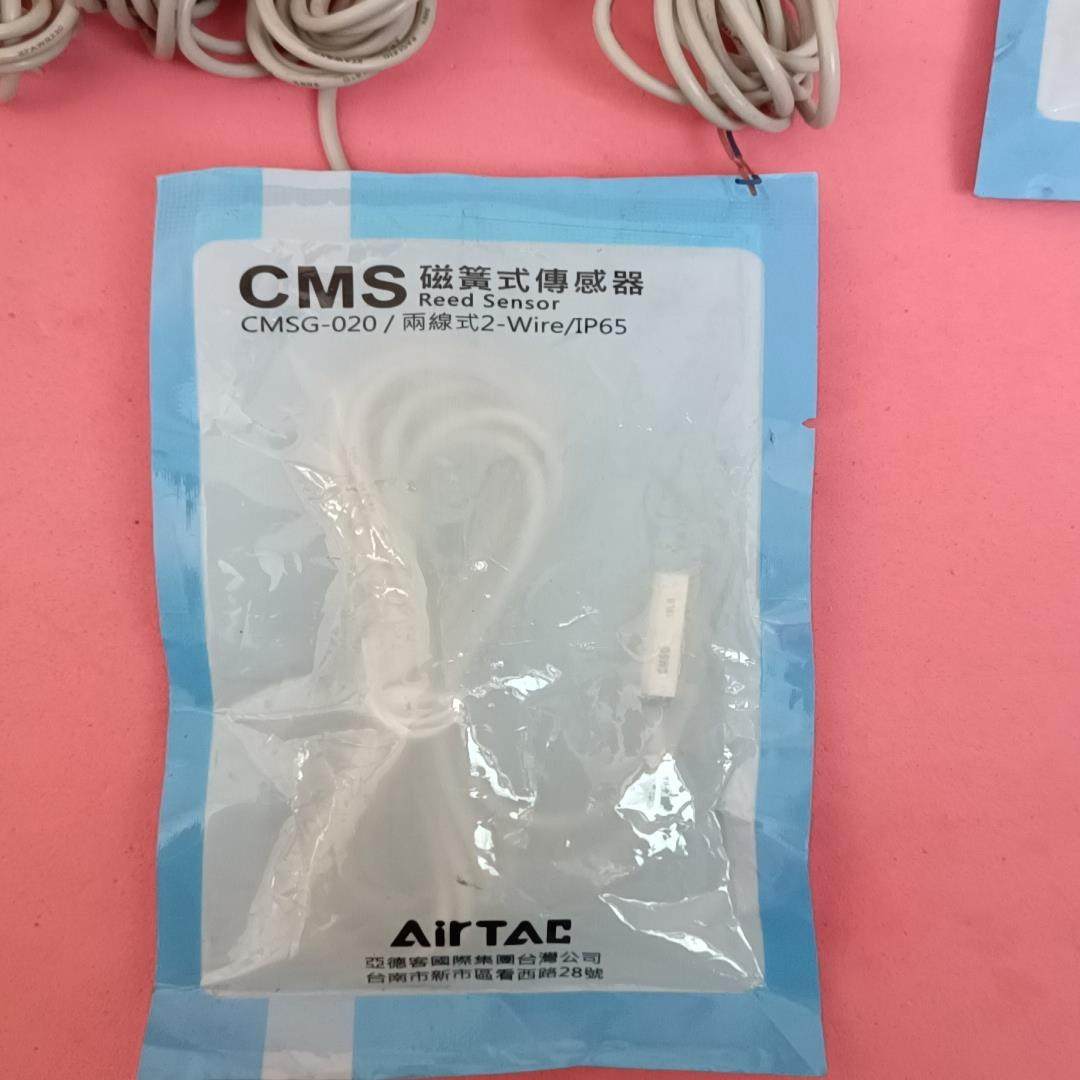 CMS 磁簧式傳感器
Reed Sensor
CMSG-020 / 兩線式2-Wire/IP65
CMSG
AirTAC
亞德客國際集團台灣公司
台南市新市區看西路28號